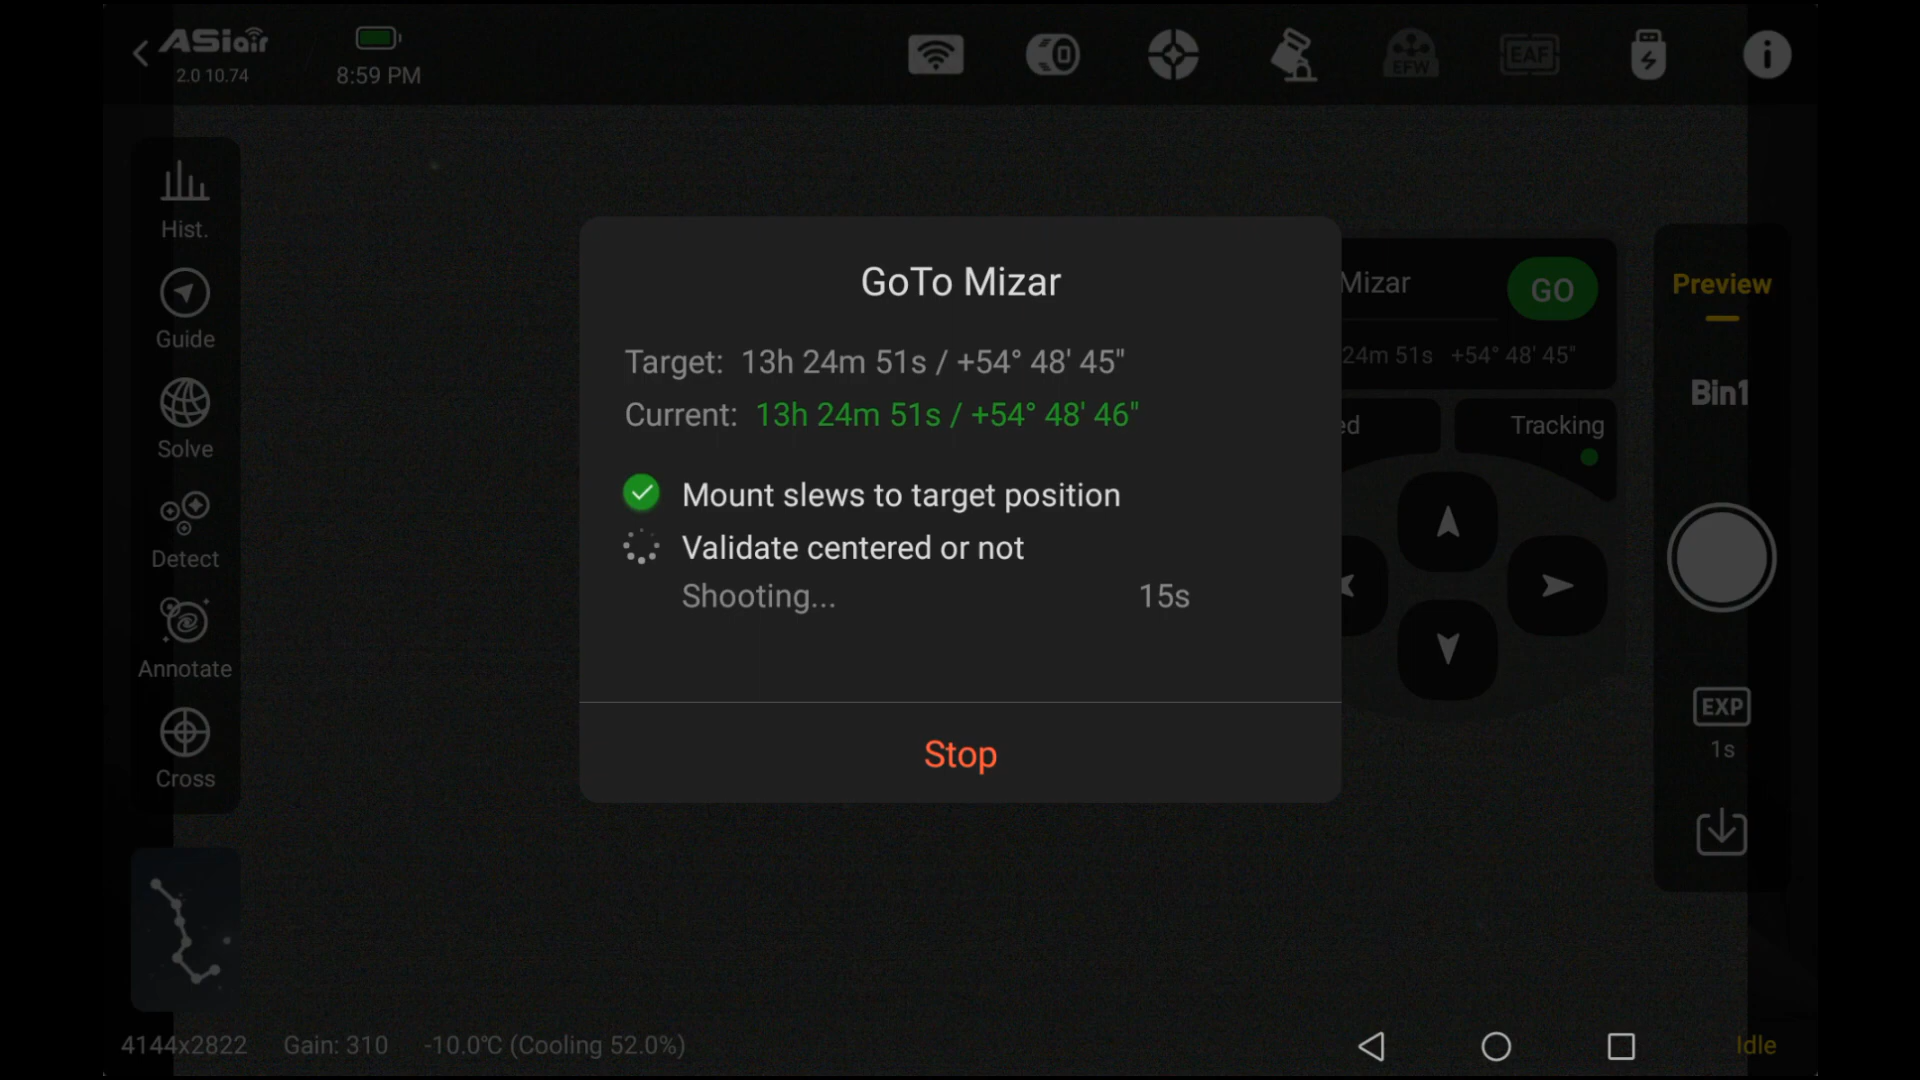 ASiair
2.0 10.74
8:59 PM
EFW
EAF
Hist.
Guide
Solve
Detect
Annotate
Cross
GoTo Mizar
Target: 13h 24m 51s / +54° 48' 45"
Current: 13h 24m 51s / +54° 48' 46"
Mount slews to target position
Validate centered or not
Shooting... 15s
Stop
Mizar
GO
24m 51s +54° 48' 45"
ed
Tracking
Preview
Bin1
EXP
1s
4144x2822 Gain: 310 -10.0℃ (Cooling 52.0%)
Idle